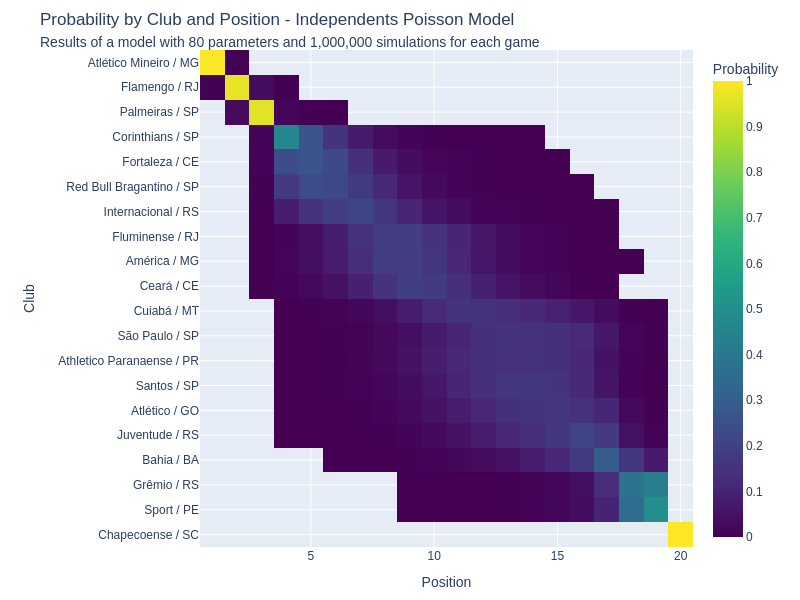 Probability by Club and Position - Independents Poisson Model
Results of a model with 80 parameters and 1,000,000 simulations for each game
Probability
Atlético Mineiro / MG
Flamengo / RJ
Palmeiras / SP
Corinthians / SP
Fortaleza / CE
Red Bull Bragantino / SP
Internacional / RS
Fluminense / RJ
América / MG
Ceará / CE
Cuiabá / MT
São Paulo / SP
Athletico Paranaense / PR
Santos / SP
Atlético / GO
Juventude / RS
Bahia / BA
Grêmio / RS
Sport / PE
Chapecoense / SC
Club
5
10
15
20
Position
1
0.9
0.8
0.7
0.6
0.5
0.4
0.3
0.2
0.1
0